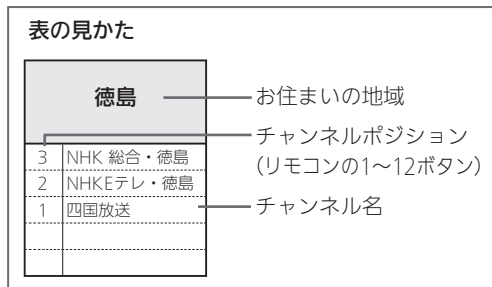 表の見かた
徳島
お住まいの地域
チャンネルポジション
(リモコンの1～12ボタン)
3 NHK 総合・徳島
2 NHKEテレ・徳島
1 四国放送
チャンネル名